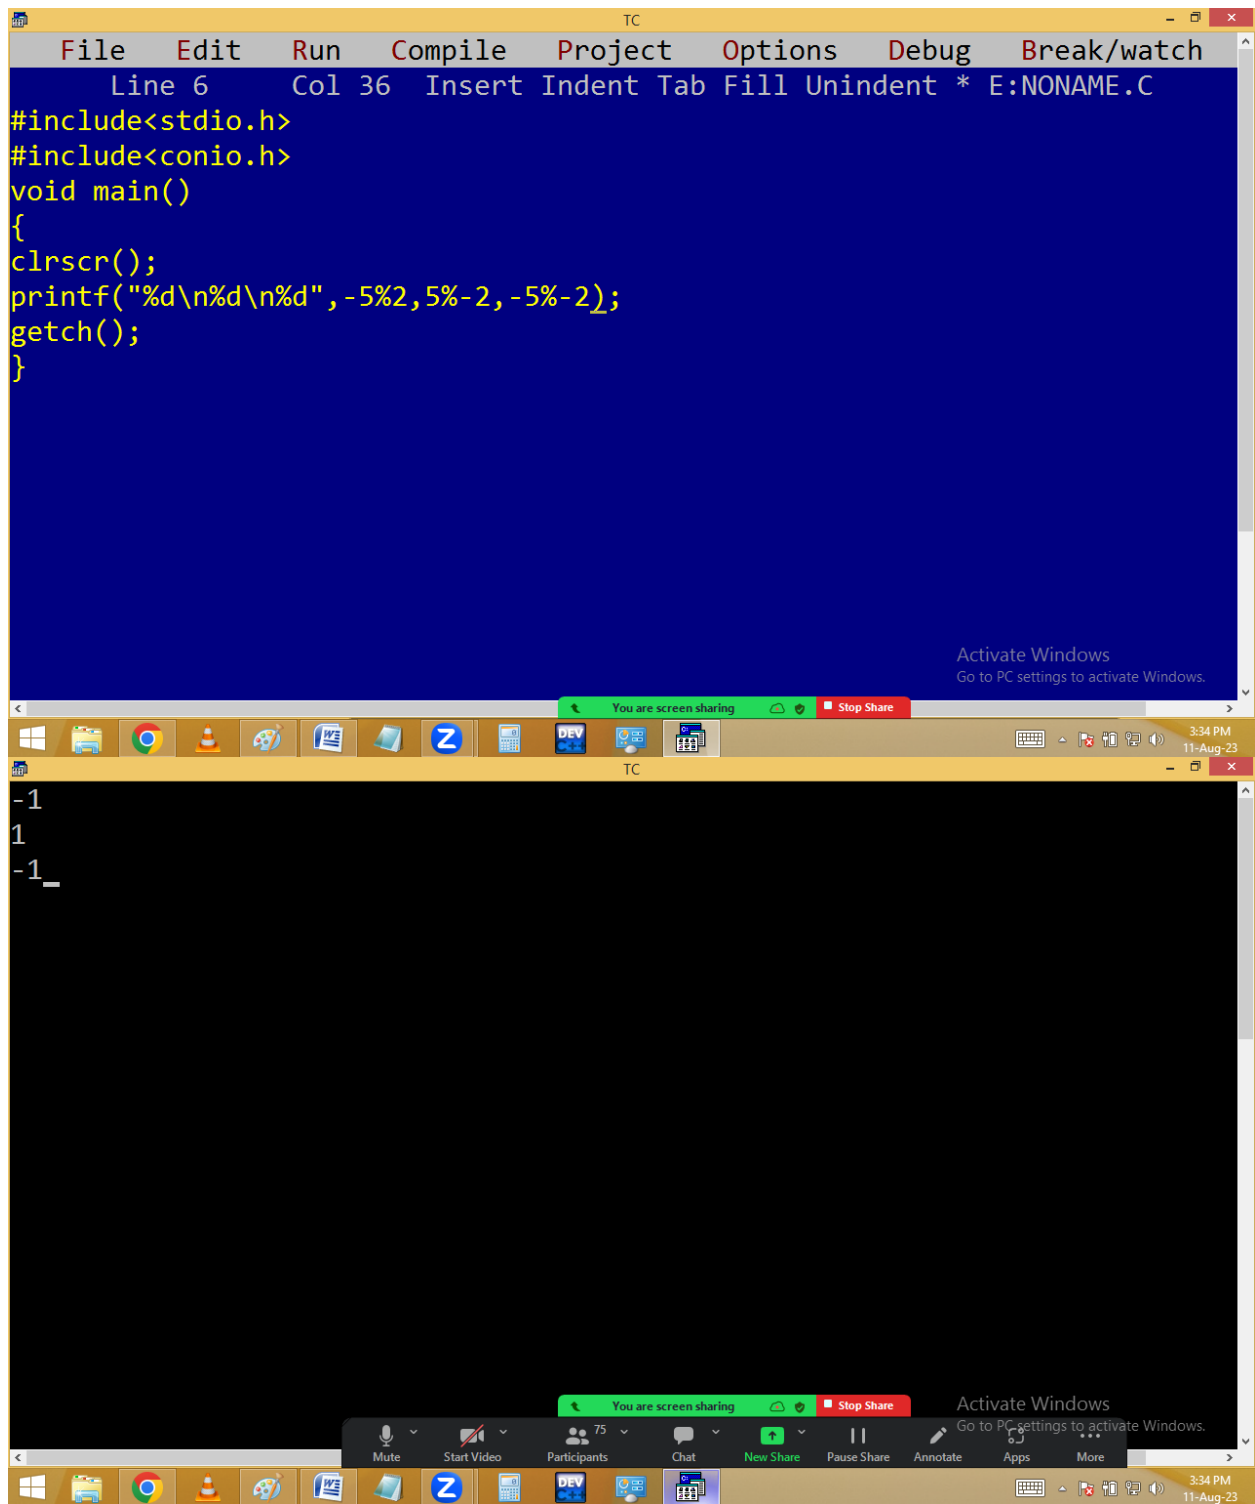 TC
File Edit Run Compile Project Options Debug Break/watch
Line 6 Col 36 Insert Indent Tab Fill Unindent * E:NONAME.C
#include<stdio.h>
#include<conio.h>
void main()
{
clrscr();
printf("%d\n%d\n%d",-5%2,5%-2,-5%-2);
getch();
}
Activate Windows
Go to PC settings to activate Windows.
You are screen sharing Stop Share
DEV
3:34 PM
11-Aug-23
TC
-1
1
-1
You are screen sharing Stop Share
Activate Windows
Go to PC settings to activate Windows.
75
Mute Start Video Participants Chat New Share Pause Share Annotate Apps More
DEV
3:34 PM
11-Aug-23